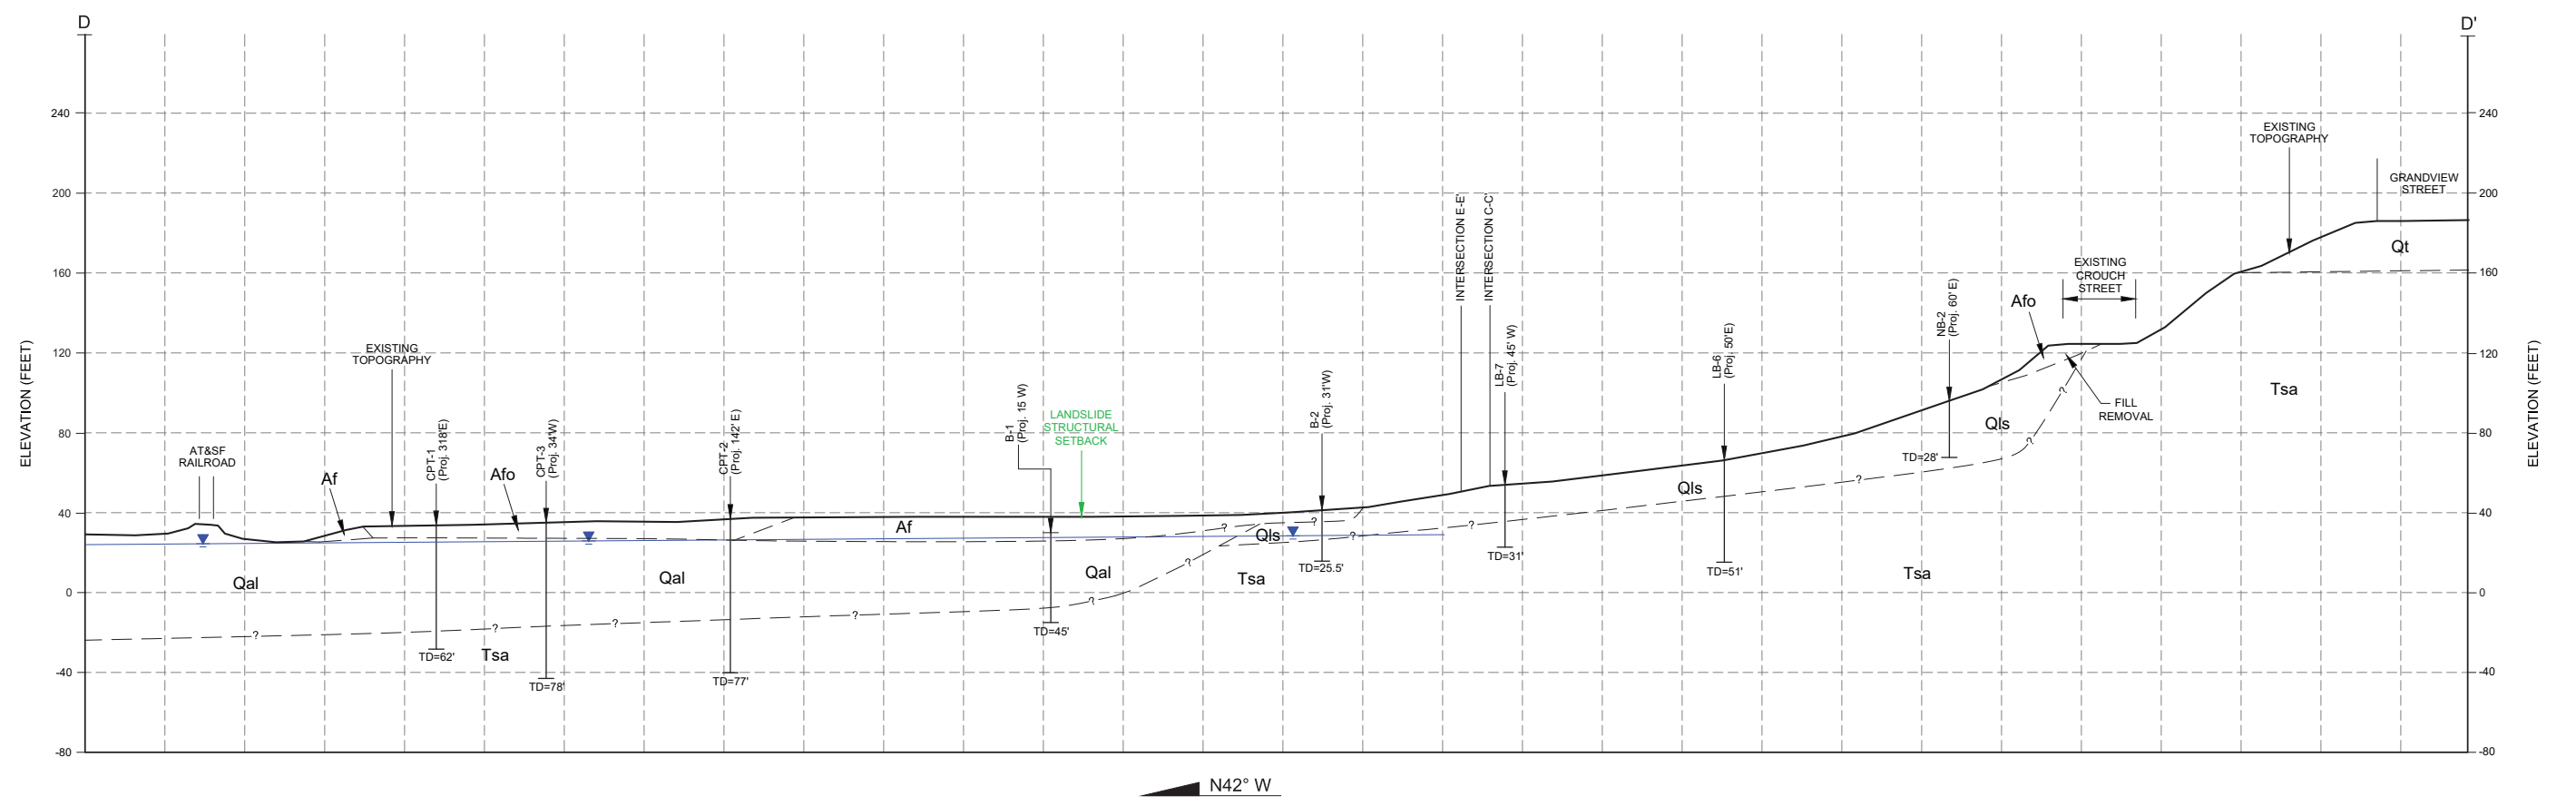 D
D'
240
240
EXISTING
TOPOGRAPHY
GRANDVIEW
STREET
200
200
INTERSECTION E-E'
INTERSECTION C-C'
Qt
160
160
EXISTING
CROUCH
STREET
NB-2
(Proj. 60' E)
Afo
EXISTING
TOPOGRAPHY
120
120
ELEVATION (FEET)
ELEVATION (FEET)
LB-7
(Proj. 45' W)
LB-6
(Proj. 50'E)
B-2
(Proj. 31'W)
B-1
(Proj. 15 W)
LANDSLIDE
STRUCTURAL
SETBACK
Tsa
FILL
REMOVAL
?
Qls
80
80
?
AT&SF
RAILROAD
CPT-1
(Proj. 318'E)
CPT-3
(Proj. 34'W)
CPT-2
(Proj. 142' E)
TD=28'
Af
Afo
Qls
?
40
40
Af
?
?
?
Qls
?
TD=31'
TD=25.5'
TD=51'
Qal
Qal
Qal
?
Tsa
Tsa
0
0
?
?
?
?
?
TD=45'
TD=62'
Tsa
TD=78'
TD=77'
-40
-40
-80
-80
N42° W